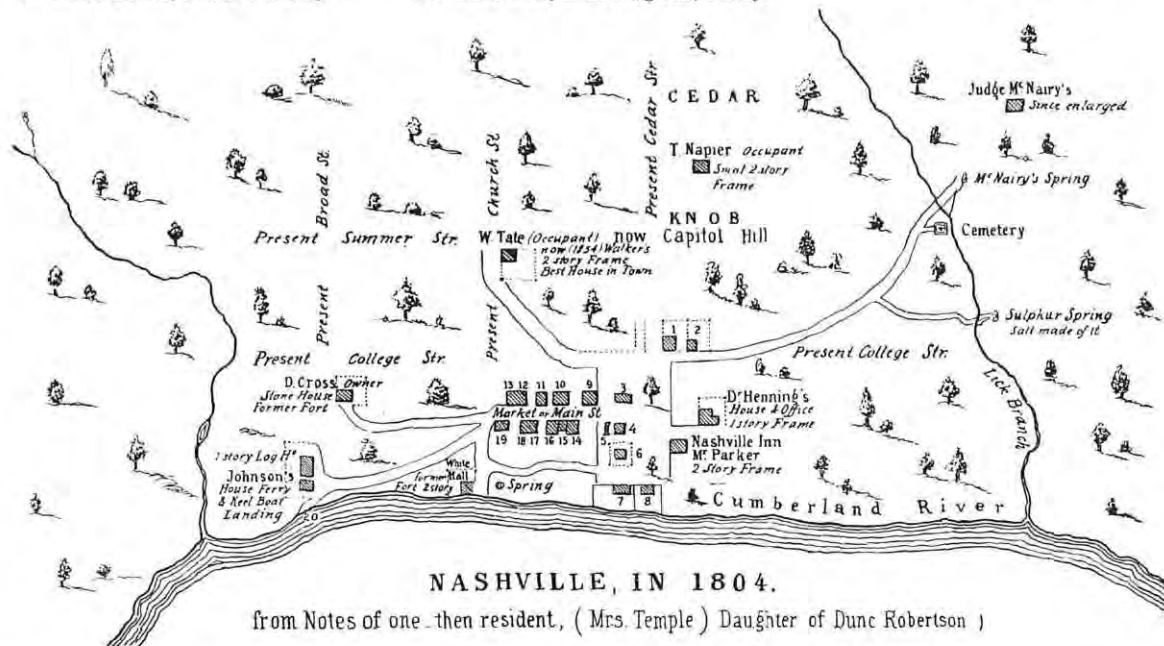 CEDAR
Judge McNairy's
Since enlarged
T. Napier Occupant
Smal 2 story
Frame
Present Cedar Str.
Church St.
Broad St.
McNairy's Spring
KNOB
Cemetery
Present Summer Str.
W. Tate (Occupant) now Capitol Hill
now (1854) Walker's
2 story Frame
Best House in Town
Present
Present
Sulphur Spring
Salt made of it
1 2
Present College Str.
Present College Str.
Lick Branch
D. Cross Owner
Stone House
Former Fort
13 12 11 10 9 3
Dr Henning's
House & Office
1 story Frame
Market or Main St.
19 18 17 16 15 14 5 4
Nashville Inn
Mr. Parker
2 Story Frame
6
1 story Log Hs
Johnson's
House Ferry
& Keel Boat
Landing
20
White
former Hall
Fort 2 story
Spring
7 8
Cumberland River
NASHVILLE, IN 1804.
from Notes of one then resident, (Mrs. Temple) Daughter of Dunc Robertson )